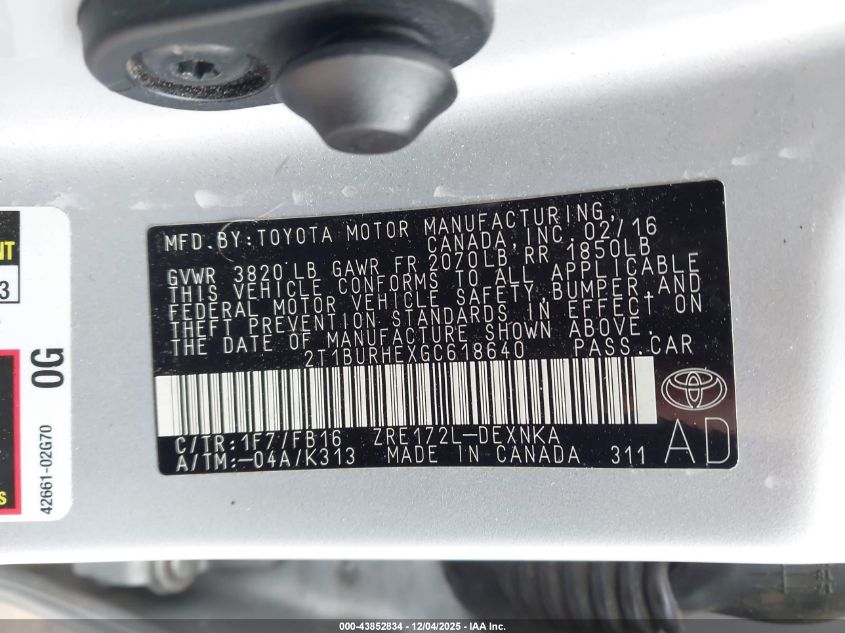 MFD.BY:TOYOTA MOTOR MANUFACTURING,
CANADA, INC. 02/16
GVWR 3820 LB GAWR FR 2070LB RR 1850LB
THIS VEHICLE CONFORMS TO ALL APPLICABLE
FEDERAL MOTOR VEHICLE SAFETY, BUMPER AND
THEFT PREVENTION STANDARDS IN EFFECT ON
THE DATE OF MANUFACTURE SHOWN ABOVE.
2T1BURHEXGC618640 PASS.CAR
C/TR:1F7/FB16 ZRE172L-DEXNKA
A/TM:-04A/K313 MADE IN CANADA 311
AD
0G
42661-02G70
3
000-43852834 - 12/04/2025 - IAA Inc.